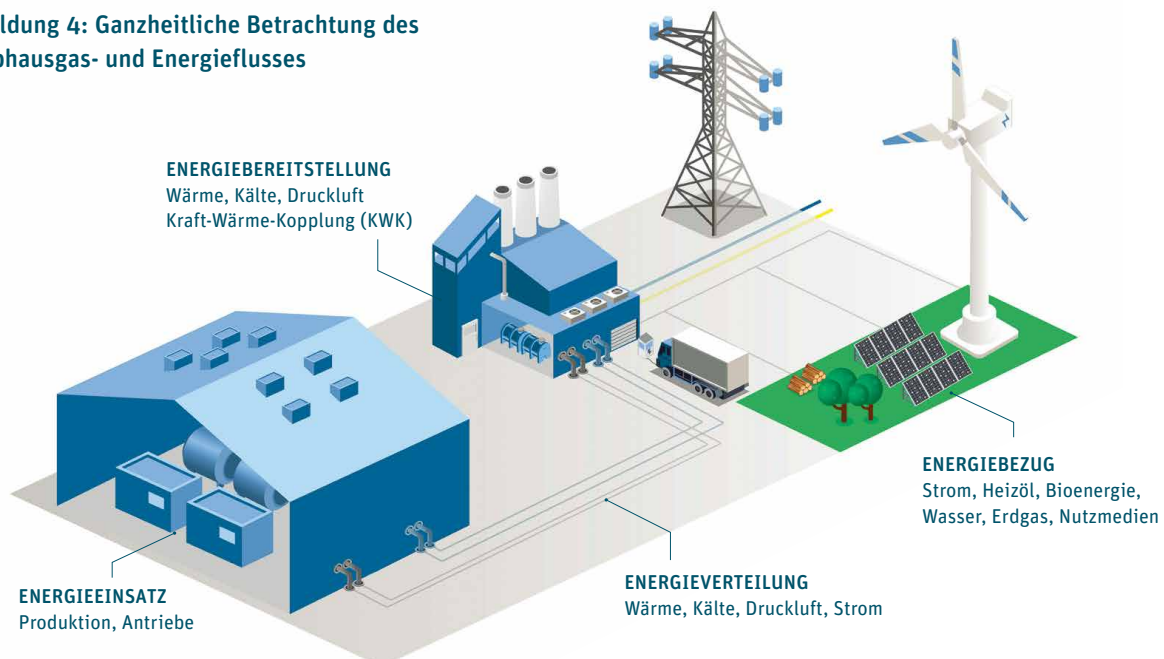 ldung 4: Ganzheitliche Betrachtung des
hausgas- und Energieflusses
ENERGIEBEREITSTELLUNG
Wärme, Kälte, Druckluft
Kraft-Wärme-Kopplung (KWK)
ENERGIEBEZUG
Strom, Heizöl, Bioenergie,
Wasser, Erdgas, Nutzmedien
ENERGIEVERTEILUNG
Wärme, Kälte, Druckluft, Strom
ENERGIEEINSATZ
Produktion, Antriebe